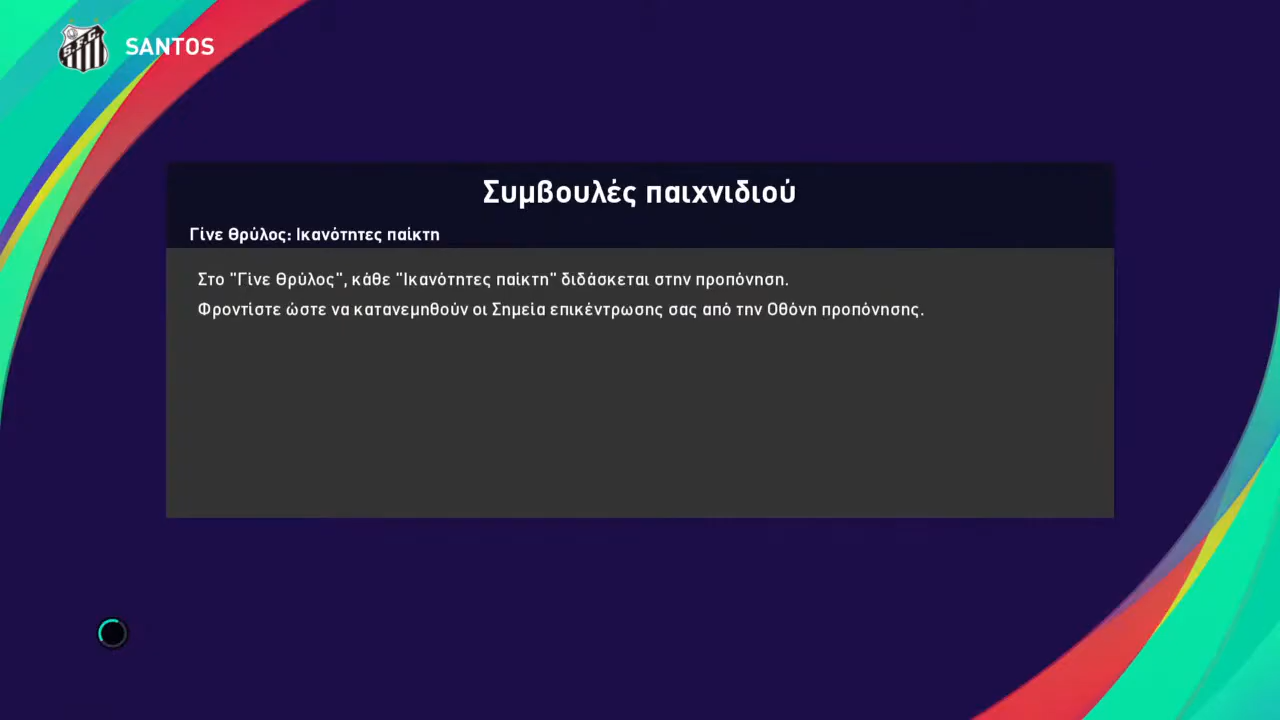 SANTOS
Συμβουλές παιχνιδιού
Γίνε Θρύλος: Ικανότητες παίκτη
Στο "Γίνε Θρύλος", κάθε "Ικανότητες παίκτη" διδάσκεται στην προπόνηση.
Φροντίστε ώστε να κατανεμηθούν οι Σημεία επικέντρωσης σας από την Οθόνη προπόνησης.